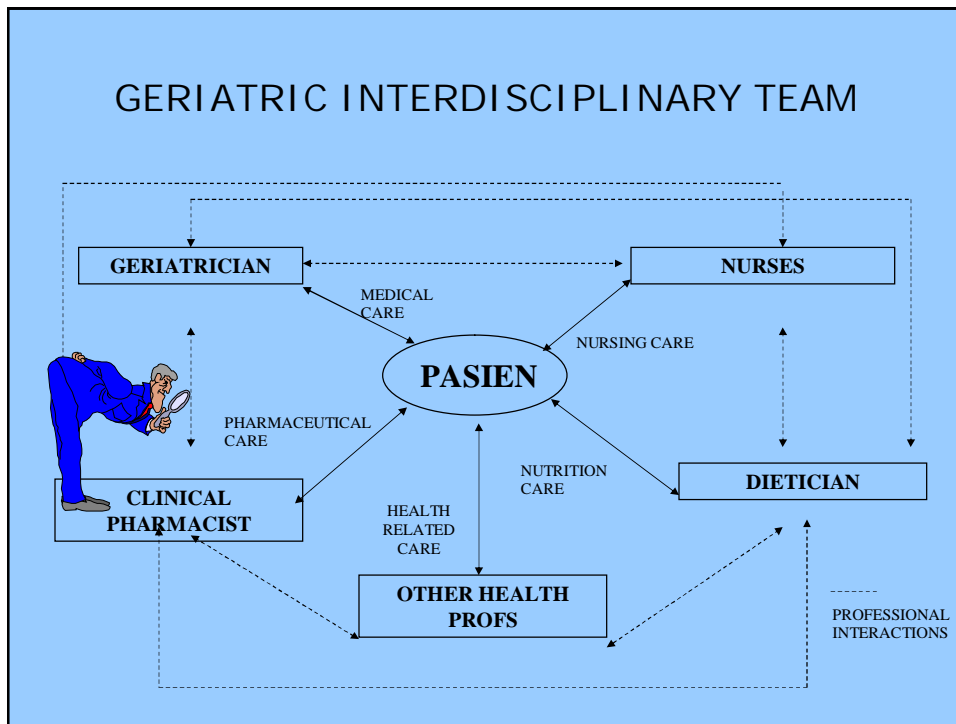 GERIATRIC INTERDISCIPLINARY TEAM
GERIATRICIAN
NURSES
MEDICAL
CARE
NURSING CARE
PASIEN
PHARMACEUTICAL
CARE
NUTRITION
CARE
DIETICIAN
CLINICAL
PHARMACIST
HEALTH
RELATED
CARE
OTHER HEALTH
PROFS
PROFESSIONAL
INTERACTIONS